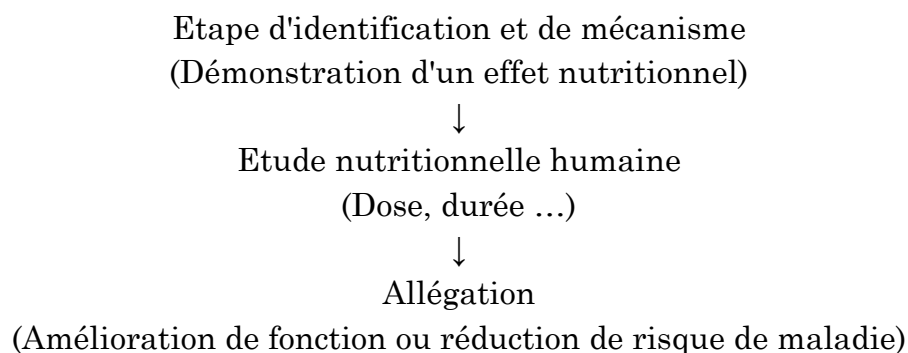 Etape d'identification et de mécanisme
(Démonstration d'un effet nutritionnel)
↓
Etude nutritionnelle humaine
(Dose, durée …)
↓
Allégation
(Amélioration de fonction ou réduction de risque de maladie)